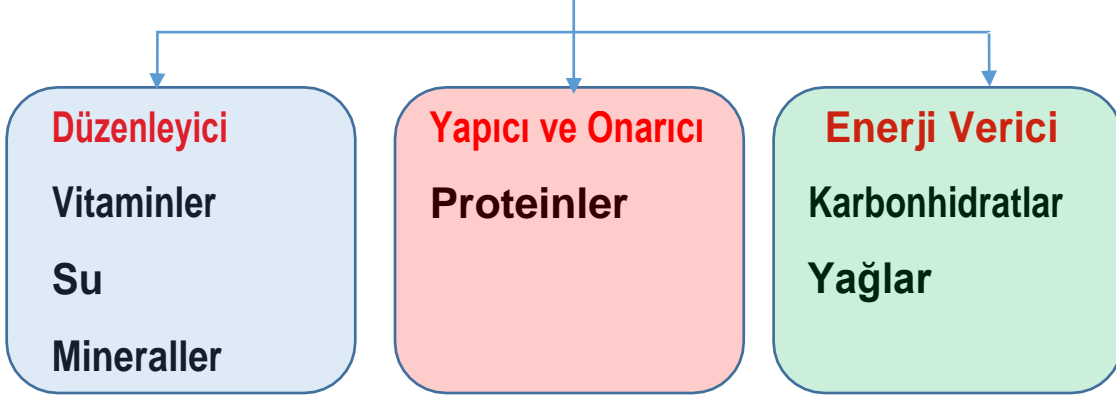 Düzenleyici
Vitaminler
Su
Mineraller
Yapıcı ve Onarıcı
Proteinler
Enerji Verici
Karbonhidratlar
Yağlar